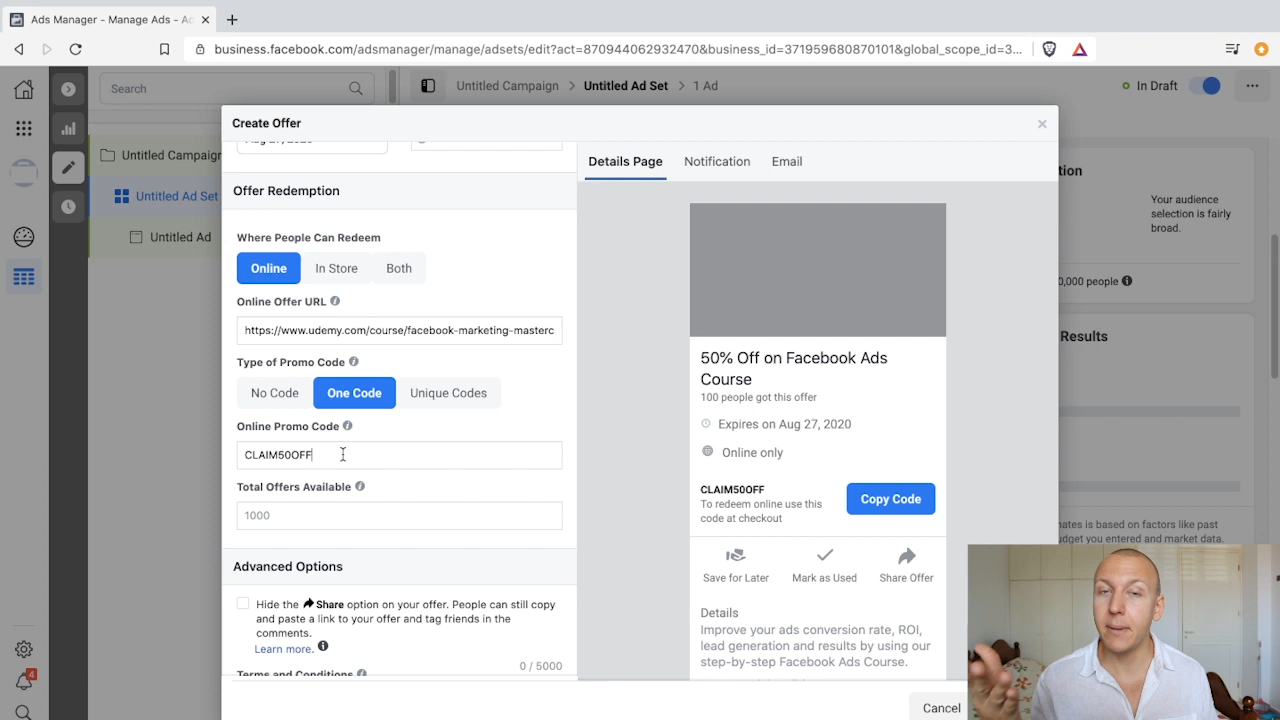 Ads Manager - Manage Ads - Ad
business.facebook.com/adsmanager/manage/adsets/edit?act=870944062932470&business_id=371959680870101&global_scope_id=3...
Search
Untitled Campaign
Untitled Ad Set
1 Ad
In Draft
Untitled Campaign
Untitled Ad Set
Untitled Ad
Create Offer
Aug 27, 2020
Offer Redemption
Where People Can Redeem
Online
In Store
Both
Online Offer URL
https://www.udemy.com/course/facebook-marketing-masterc
Type of Promo Code
No Code
One Code
Unique Codes
Online Promo Code
CLAIM50OFF
Total Offers Available
1000
Advanced Options
Hide the Share option on your offer. People can still copy
and paste a link to your offer and tag friends in the
comments.
Learn more.
0 / 5000
Terms and Conditions
Details Page
Notification
Email
50% Off on Facebook Ads
Course
100 people got this offer
Expires on Aug 27, 2020
Online only
CLAIM50OFF
To redeem online use this
code at checkout
Copy Code
Save for Later
Mark as Used
Share Offer
Details
Improve your ads conversion rate, ROI,
lead generation and results by using our
step-by-step Facebook Ads Course.
Cancel
tion
Your audience
selection is fairly
broad.
0,000 people
Results
mates is based on factors like past
udget you entered and market data.
4